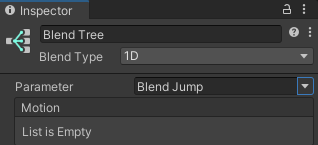 Inspector
Blend Tree
Blend Type 1D
Parameter Blend Jump
Motion
List is Empty